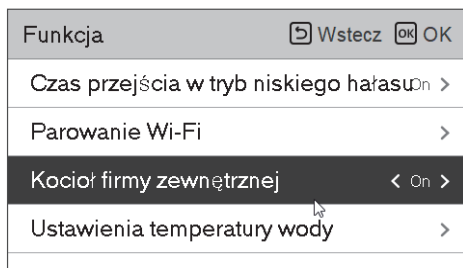 Funkcja Wstecz OK OK
Czas przejścia w tryb niskiego hałasu On >
Parowanie Wi-Fi >
Kocioł firmy zewnętrznej < On >
Ustawienia temperatury wody >